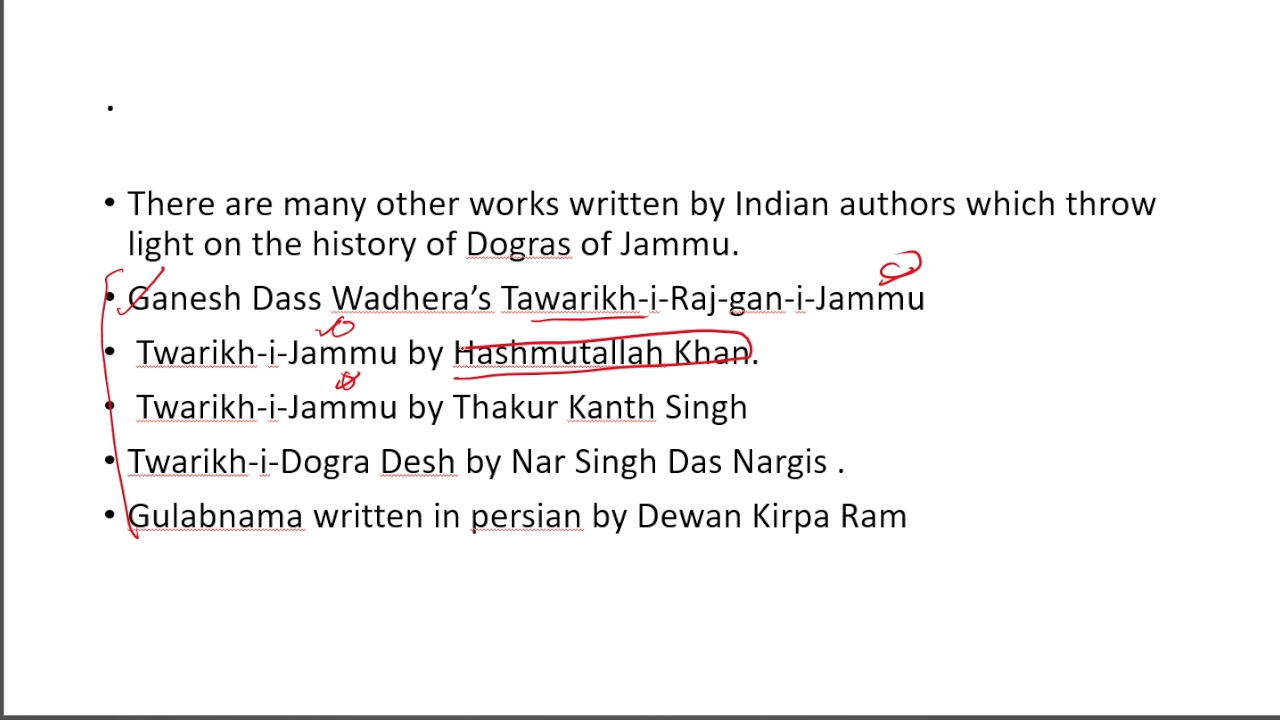 .
• There are many other works written by Indian authors which throw
light on the history of Dogras of Jammu.
• Ganesh Dass Wadhera’s Tawarikh-i-Raj-gan-i-Jammu
• Twarikh-i-Jammu by Hashmutallah Khan.
• Twarikh-i-Jammu by Thakur Kanth Singh
• Twarikh-i-Dogra Desh by Nar Singh Das Nargis .
• Gulabnama written in persian by Dewan Kirpa Ram